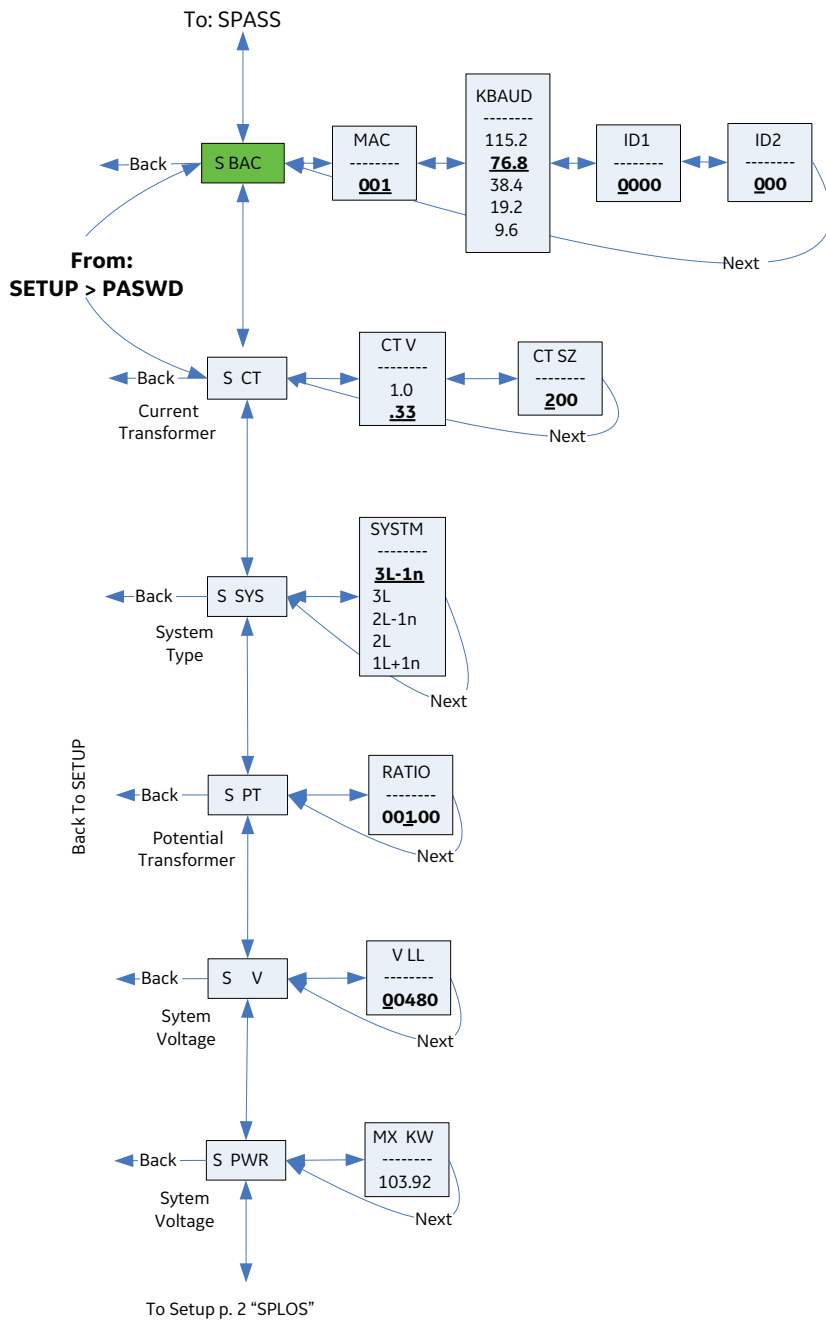 To: SPASS
Back
S BAC
MAC
--------
001
KBAUD
--------
115.2
76.8
38.4
19.2
9.6
ID1
--------
0000
ID2
--------
000
Next
From:
SETUP > PASWD
Back
S CT
Current
Transformer
CT V
--------
1.0
.33
CT SZ
--------
200
Next
Back
S SYS
System
Type
SYSTM
--------
3L-1n
3L
2L-1n
2L
1L+1n
Next
Back To SETUP
Back
S PT
Potential
Transformer
RATIO
--------
001.00
Next
Back
S V
Sytem
Voltage
V LL
--------
00480
Next
Back
S PWR
Sytem
Voltage
MX KW
--------
103.92
Next
To Setup p. 2 “SPLOS”